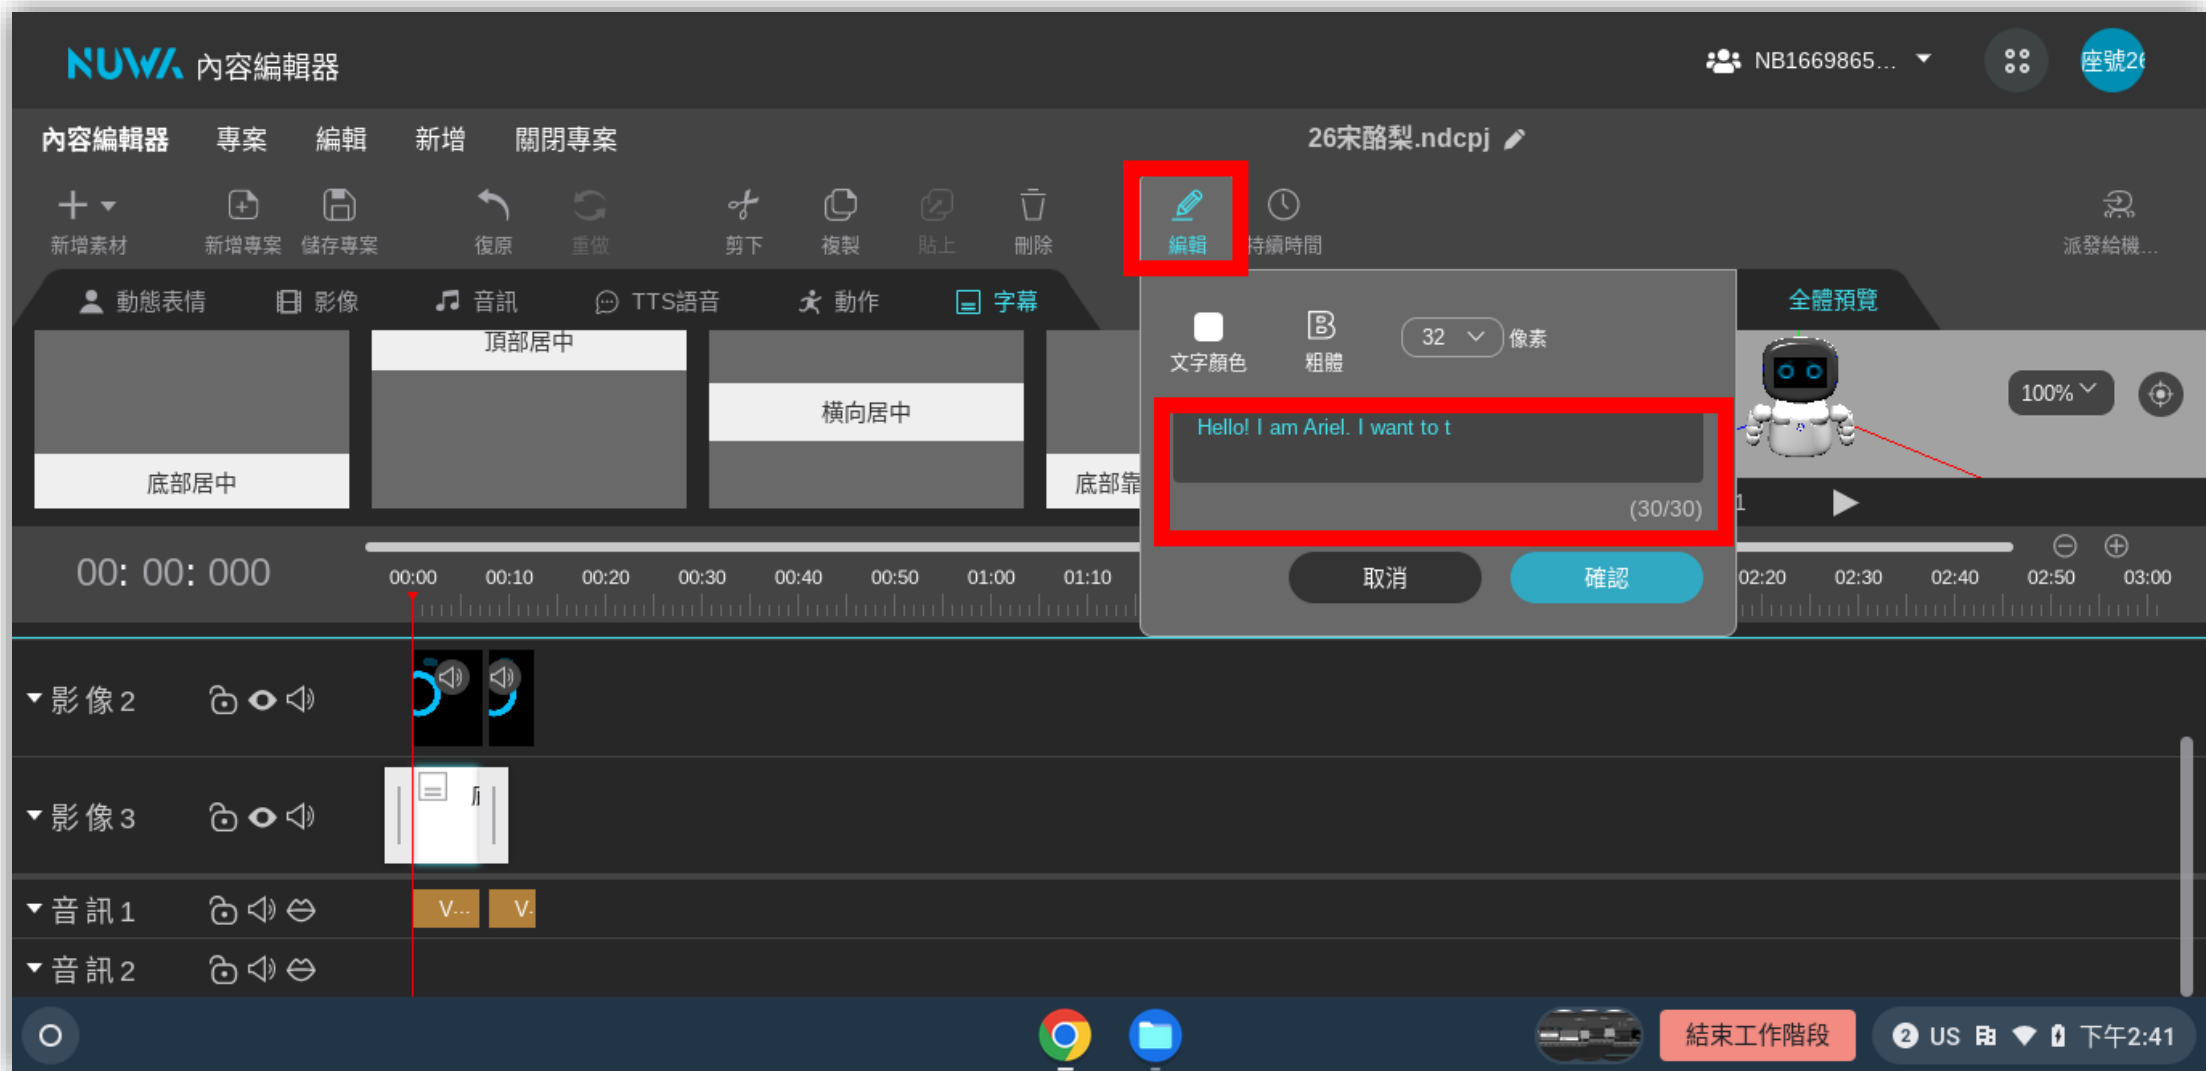 NUWA 內容編輯器
NB1669865...
座號26
內容編輯器 專案 編輯 新增 關閉專案
26宋酪梨.ndcpj
新增素材 新增專案 儲存專案 復原 重做 剪下 複製 貼上 刪除 編輯 持續時間 派發給機...
動態表情 影像 音訊 TTS語音 動作 字幕
全體預覽
底部居中
頂部居中
橫向居中
底部靠
文字顏色
B
粗體
32 像素
Hello! I am Ariel. I want to t
(30/30)
取消 確認
100%
1
00: 00: 000
00:00 00:10 00:20 00:30 00:40 00:50 01:00 01:10 02:20 02:30 02:40 02:50 03:00
影像2
影像3
音訊1
V... V.
音訊2
結束工作階段
2 US 下午2:41